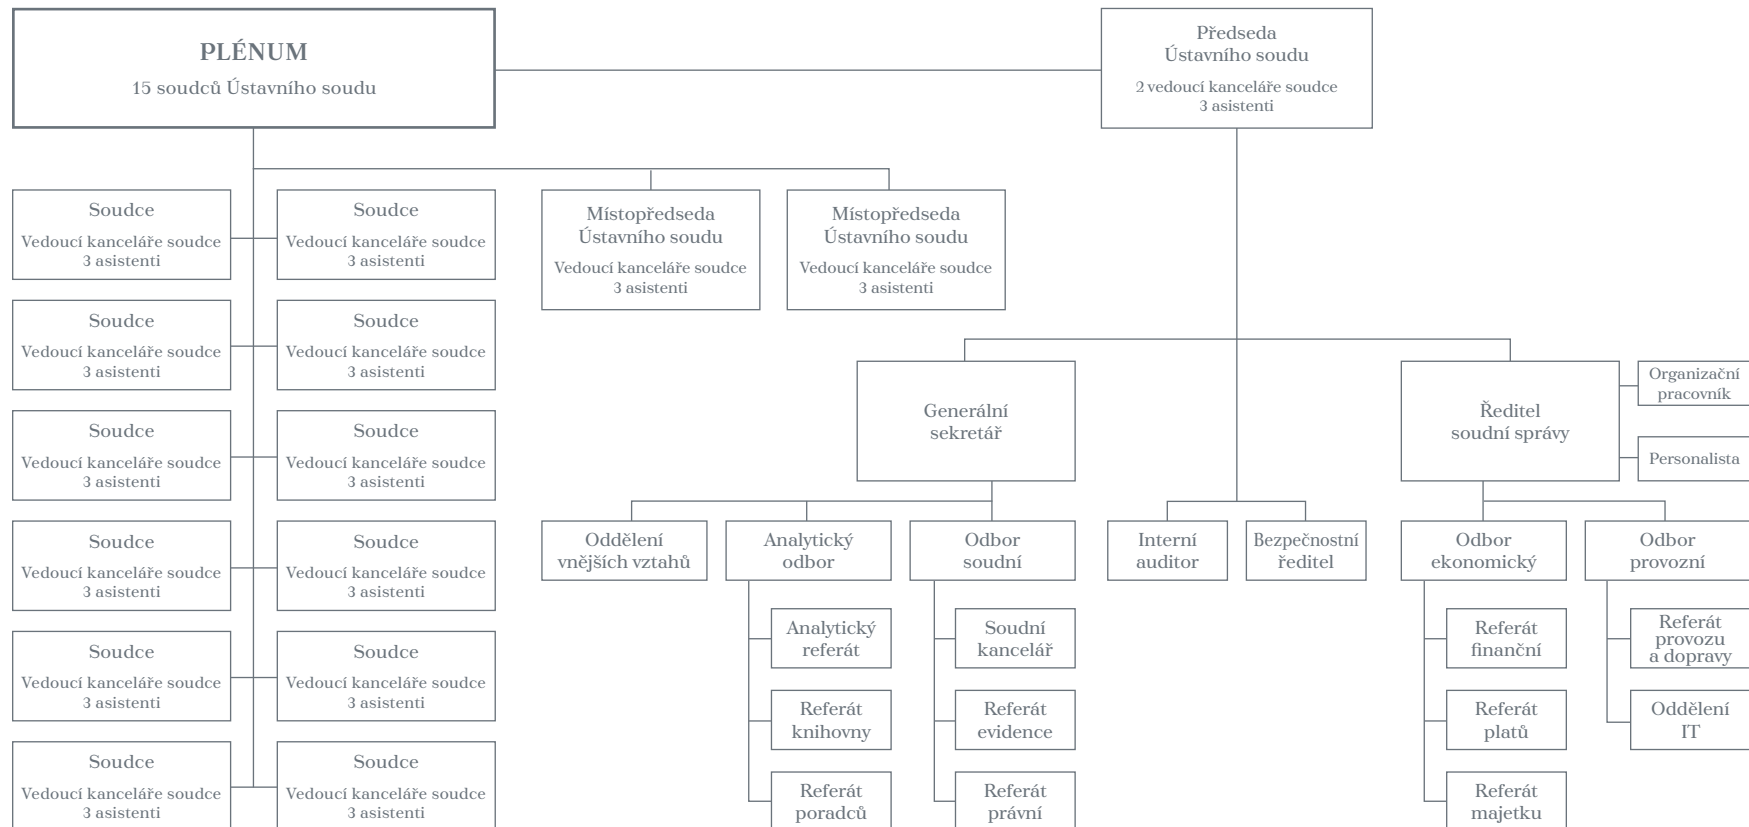 PLÉNUM
15 soudců Ústavního soudu
Předseda
Ústavního soudu
2 vedoucí kanceláře soudce
3 asistenti
Soudce
Vedoucí kanceláře soudce
3 asistenti
Soudce
Vedoucí kanceláře soudce
3 asistenti
Místopředseda
Ústavního soudu
Vedoucí kanceláře soudce
3 asistenti
Místopředseda
Ústavního soudu
Vedoucí kanceláře soudce
3 asistenti
Soudce
Vedoucí kanceláře soudce
3 asistenti
Soudce
Vedoucí kanceláře soudce
3 asistenti
Soudce
Vedoucí kanceláře soudce
3 asistenti
Soudce
Vedoucí kanceláře soudce
3 asistenti
Soudce
Vedoucí kanceláře soudce
3 asistenti
Soudce
Vedoucí kanceláře soudce
3 asistenti
Soudce
Vedoucí kanceláře soudce
3 asistenti
Soudce
Vedoucí kanceláře soudce
3 asistenti
Soudce
Vedoucí kanceláře soudce
3 asistenti
Soudce
Vedoucí kanceláře soudce
3 asistenti
Generální
sekretář
Ředitel
soudní správy
Organizační
pracovník
Personalista
Oddělení
vnějších vztahů
Analytický
odbor
Odbor
soudní
Interní
auditor
Bezpečnostní
ředitel
Odbor
ekonomický
Odbor
provozní
Analytický
referát
Referát
knihovny
Referát
poradců
Soudní
kancelář
Referát
evidence
Referát
právní
Referát
finanční
Referát
platů
Referát
majetku
Referát
provozu
a dopravy
Oddělení
IT